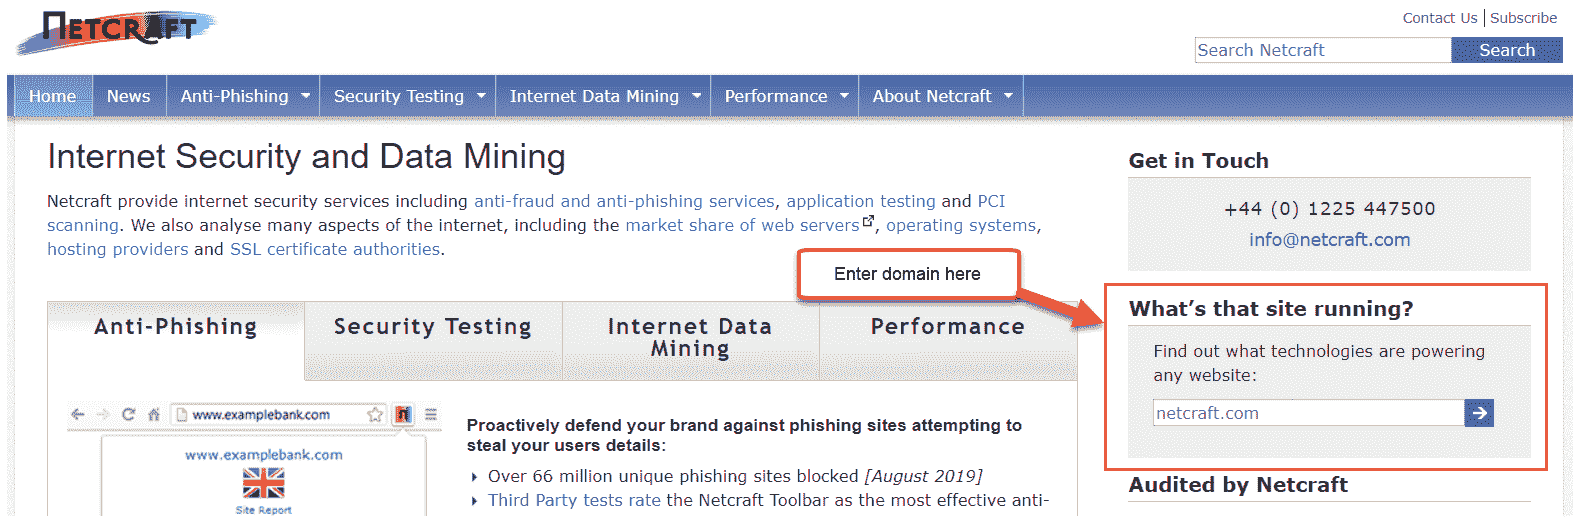 NETCRAFT
Contact Us | Subscribe
Search Netcraft
Search
Home
News
Anti-Phishing
Security Testing
Internet Data Mining
Performance
About Netcraft
Internet Security and Data Mining
Netcraft provide internet security services including anti-fraud and anti-phishing services, application testing and PCI
scanning. We also analyse many aspects of the internet, including the market share of web servers, operating systems,
hosting providers and SSL certificate authorities.
Enter domain here
Anti-Phishing
Security Testing
Internet Data
Mining
Performance
www.examplebank.com
www.examplebank.com
Site Report
Proactively defend your brand against phishing sites attempting to
steal your users details:
Over 66 million unique phishing sites blocked [August 2019]
Third Party tests rate the Netcraft Toolbar as the most effective anti-
Get in Touch
+44 (0) 1225 447500
info@netcraft.com
What's that site running?
Find out what technologies are powering
any website:
netcraft.com
Audited by Netcraft